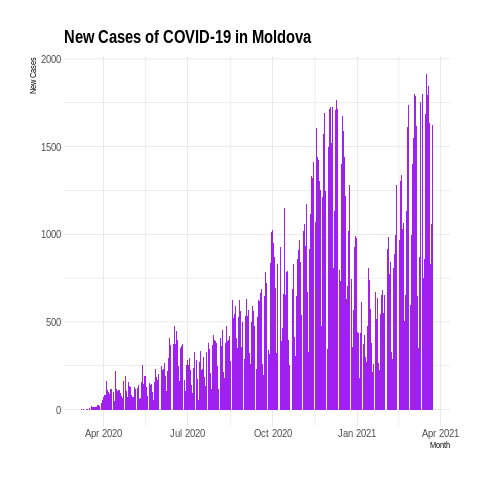 New Cases of COVID-19 in Moldova
New Cases
2000
1500
1000
500
0
Apr 2020 Jul 2020 Oct 2020 Jan 2021 Apr 2021
Month